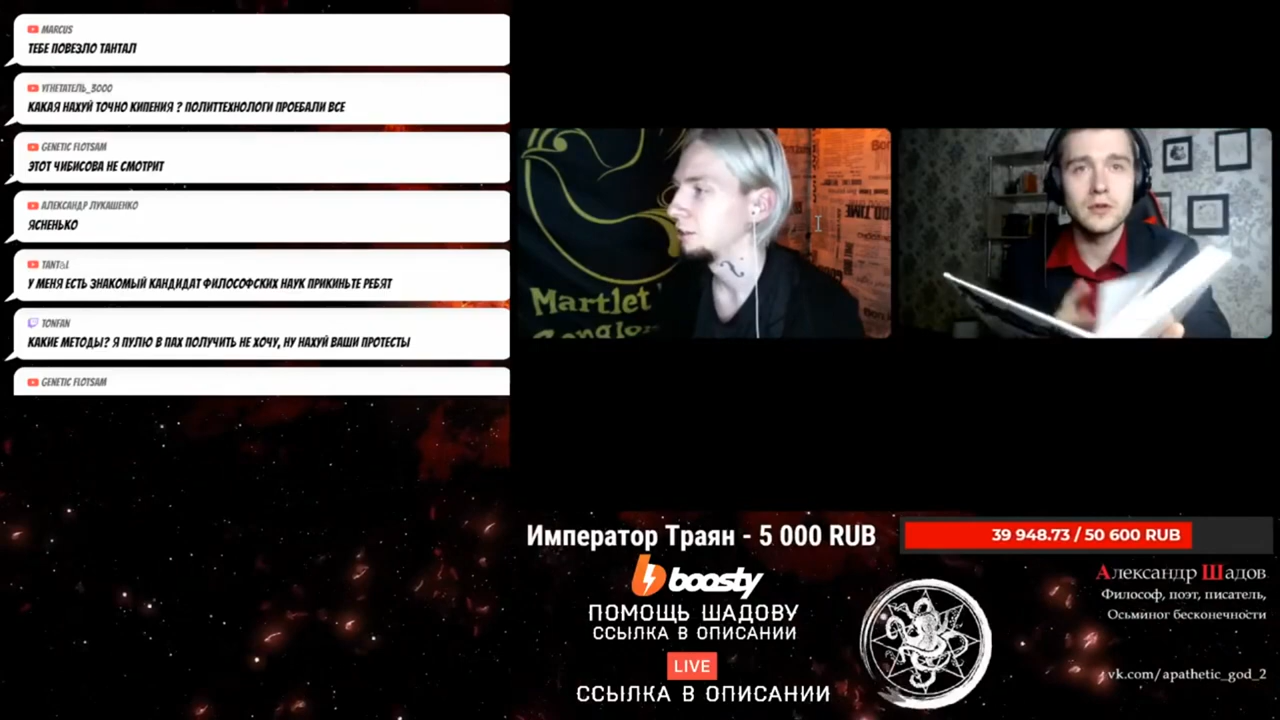 MARCUS
ТЕБЕ ПОВЕЗЛО ТАНТАЛ
УГНЕТАТЕЛЬ_3000
КАКАЯ НАХУЙ ТОЧНО КИПЕНИЯ ? ПОЛИТТЕХНОЛОГИ ПРОЕБАЛИ ВСЕ
GENETIC FLOTSAM
ЭТОТ ЧИБИСОВА НЕ СМОТРИТ
АЛЕКСАНДР ЛУКАШЕНКО
ЯСНЕНЬКО
У МЕНЯ ЕСТЬ ЗНАКОМЫЙ КАНДИДАТ ФИЛОСОФСКИХ НАУК ПРИКИНЬТЕ РЕБЯТ
TONFAN
КАКИЕ МЕТОДЫ? Я ПУЛЮ В ПАХ ПОЛУЧИТЬ НЕ ХОЧУ, НУ НАХУЙ ВАШИ ПРОТЕСТЫ
GENETIC FLOTSAM
Martlet
Император Траян - 5 000 RUB
39 948.73 / 50 600 RUB
boosty
ПОМОЩЬ ШАДОВУ
ССЫЛКА В ОПИСАНИИ
LIVE
ССЫЛКА В ОПИСАНИИ
Александр Шадов
Философ, поэт, писатель,
Осьминог бесконечности
vk.com/apathetic_god_2